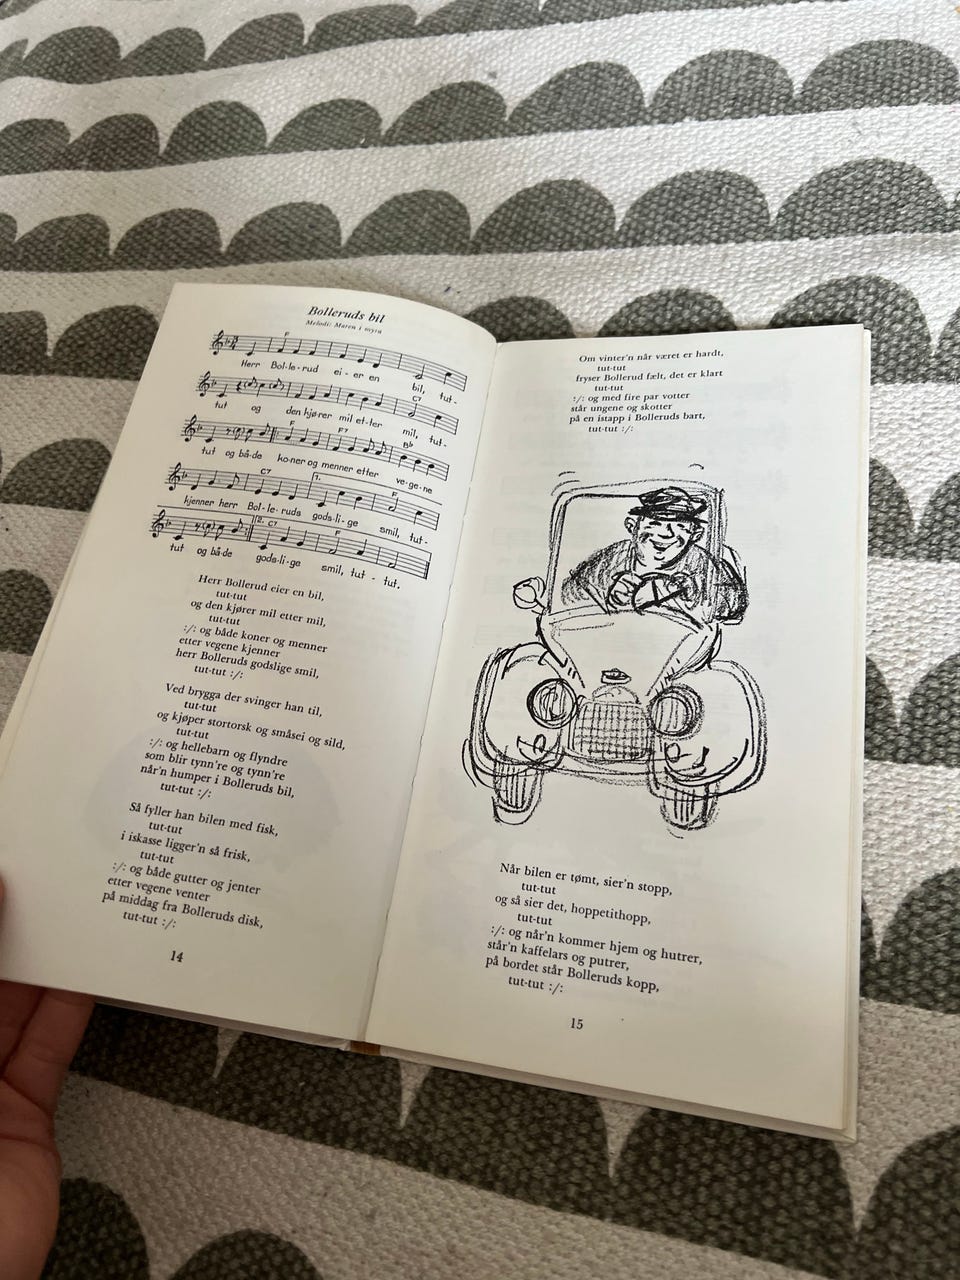 Bolleruds bil
Melodi: Maren i myra
F
Herr Bol-le-rud ei-er en bil, tut-
C7
tut og den kjører mil et-ter mil, tut-
F F7 Bb
tut og bå-de ko-ner og menner etter ve-ge-ne
C7 1. F
kjenner herr Bol-le-ruds gods-li-ge smil, tut-
2. C7 F
tut og bå-de gods-li-ge smil, tut-tut.
Herr Bollerud eier en bil,
tut-tut
og den kjører mil etter mil,
tut-tut
:/: og både koner og menner
etter vegene kjenner
herr Bolleruds godslige smil,
tut-tut :/:
Ved brygga der svinger han til,
tut-tut
og kjøper stortorsk og småsei og sild,
tut-tut
:/: og hellebarn og flyndre
som blir tynn're og tynn're
når'n humper i Bolleruds bil,
tut-tut :/:
Så fyller han bilen med fisk,
tut-tut
i iskasse ligger'n så frisk,
tut-tut
:/: og både gutter og jenter
etter vegene venter
på middag fra Bolleruds disk,
tut-tut :/:
14
Om vinter'n når været er hardt,
tut-tut
fryser Bollerud fælt, det er klart
tut-tut
:/: og med fire par votter
står ungene og skotter
på en istapp i Bolleruds bart,
tut-tut :/:
Når bilen er tømt, sier'n stopp,
tut-tut
og så sier det, hoppetithopp,
tut-tut
:/: og når'n kommer hjem og hutrer,
står'n kaffelars og putrer,
på bordet står Bolleruds kopp,
tut-tut :/:
15